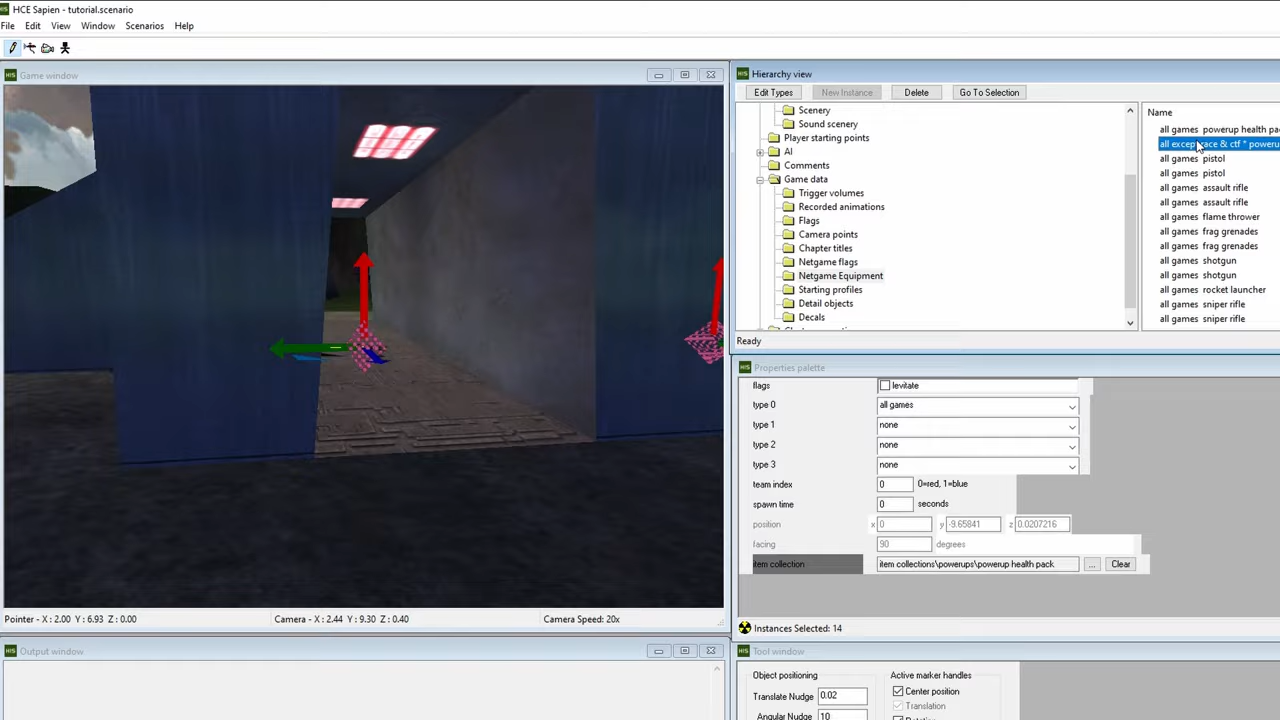 HCE Sapien - tutorial.scenario
File Edit View Window Scenarios Help
Game window
Pointer - X : 2.00 Y : 6.93 Z : 0.00 Camera - X : 2.44 Y : 9.30 Z : 0.40 Camera Speed: 20x
Output window
Hierarchy view
Edit Types New Instance Delete Go To Selection
Scenery
Sound scenery
Player starting points
AI
Comments
Game data
Trigger volumes
Recorded animations
Flags
Camera points
Chapter titles
Netgame flags
Netgame Equipment
Starting profiles
Detail objects
Decals
Name
all games powerup health pac
all except race & ctf * poweru
all games pistol
all games pistol
all games assault rifle
all games assault rifle
all games flame thrower
all games frag grenades
all games frag grenades
all games shotgun
all games shotgun
all games rocket launcher
all games sniper rifle
all games sniper rifle
Ready
Properties palette
flags levitate
type 0 all games
type 1 none
type 2 none
type 3 none
team index 0 0=red, 1=blue
spawn time 0 seconds
position x 0 y -9.65841 z 0.0207216
facing 90 degrees
item collection item collections\powerups\powerup health pack ... Clear
Instances Selected: 14
Tool window
Object positioning Active marker handles
Translate Nudge 0.02 Center position
Translation
Angular Nudge 10